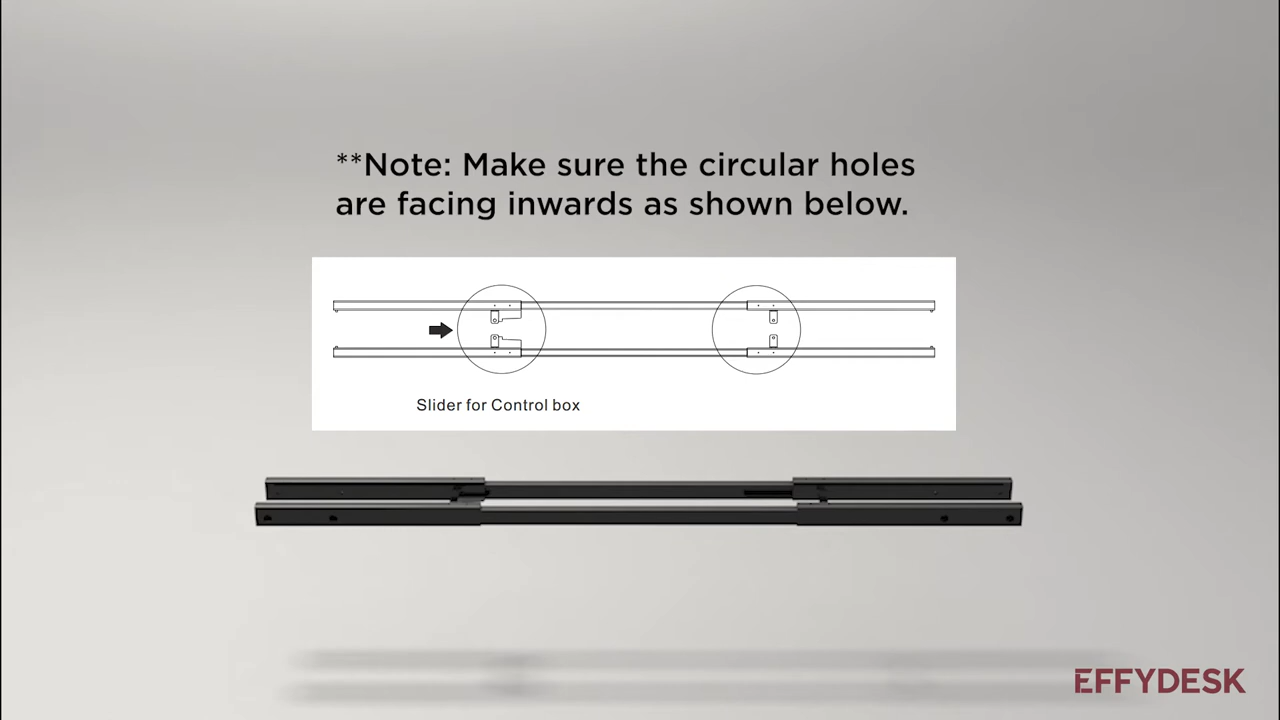 **Note: Make sure the circular holes
are facing inwards as shown below.
Slider for Control box
EFFYDESK